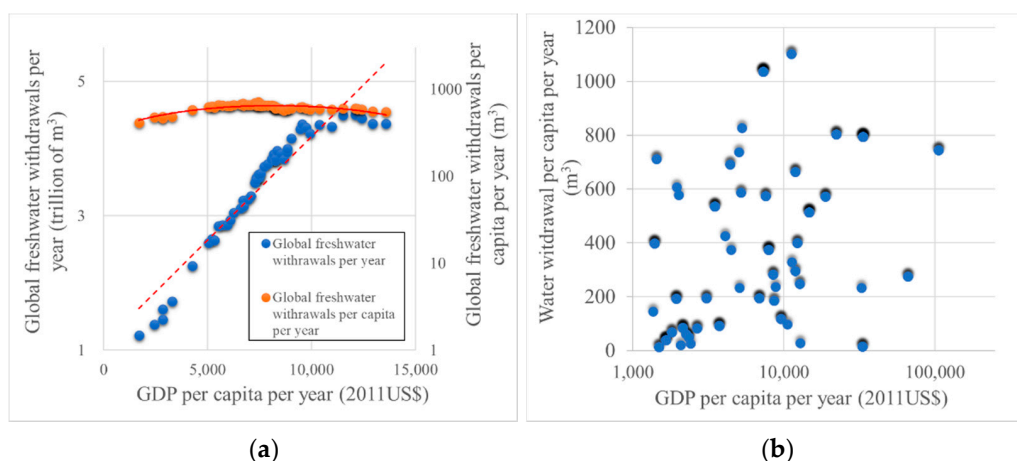 Global freshwater withdrawals per
year (trillion of m³)
5
3
1
1000
100
10
1
Global freshwater withdrawals per
capita per year (m³)
Global freshwater
withrawals per year
Global freshwater
withdrawals per capita
per year
0
5,000
10,000
15,000
GDP per capita per year (2011US$)
(a)
Water witdrawal per capita per year
(m³)
1200
1000
800
600
400
200
0
1,000
10,000
100,000
GDP per capita per year (2011US$)
(b)